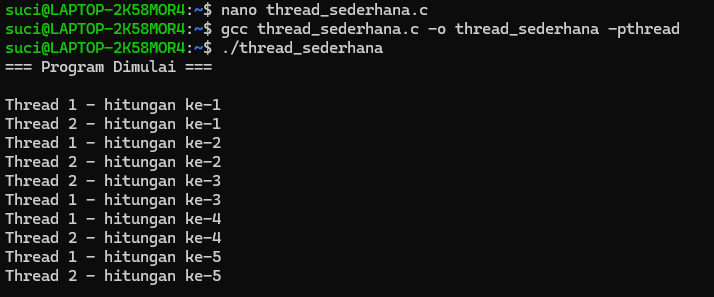 suci@LAPTOP-2K58MOR4:~$ nano thread_sederhana.c
suci@LAPTOP-2K58MOR4:~$ gcc thread_sederhana.c -o thread_sederhana -pthread
suci@LAPTOP-2K58MOR4:~$ ./thread_sederhana
=== Program Dimulai ===
Thread 1 - hitungan ke-1
Thread 2 - hitungan ke-1
Thread 1 - hitungan ke-2
Thread 2 - hitungan ke-2
Thread 2 - hitungan ke-3
Thread 1 - hitungan ke-3
Thread 1 - hitungan ke-4
Thread 2 - hitungan ke-4
Thread 1 - hitungan ke-5
Thread 2 - hitungan ke-5